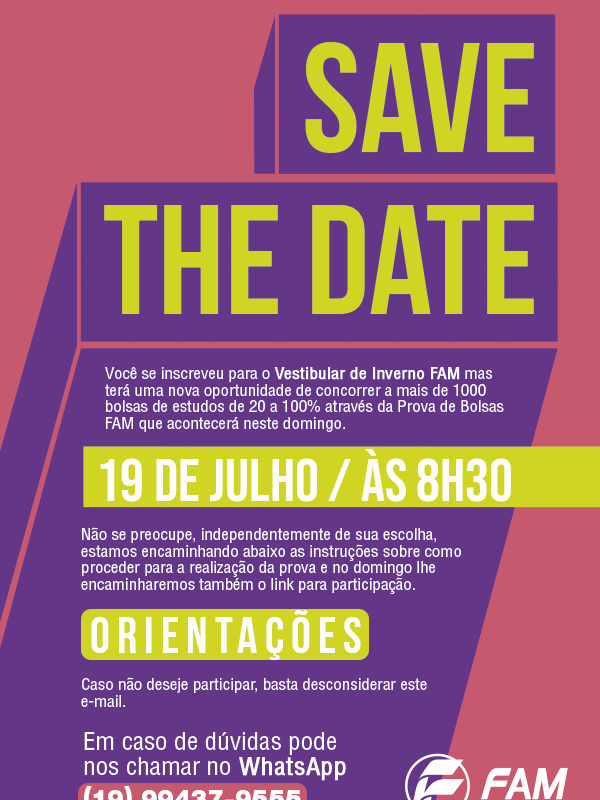 SAVE
THE DATE
Você se inscreveu para o Vestibular de Inverno FAM mas
terá uma nova oportunidade de concorrer a mais de 1000
bolsas de estudos de 20 a 100% através da Prova de Bolsas
FAM que acontecerá neste domingo.
19 DE JULHO / ÀS 8H30
Não se preocupe, independentemente de sua escolha,
estamos encaminhando abaixo as instruções sobre como
proceder para a realização da prova e no domingo lhe
encaminharemos também o link para participação.
ORIENTAÇÕES
Caso não deseje participar, basta desconsiderar este
e-mail.
Em caso de dúvidas pode
nos chamar no WhatsApp
(19) 99437-9555
FAM